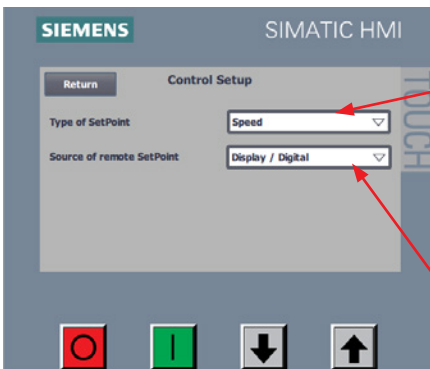 SIEMENS SIMATIC HMI
TOUCH
Return Control Setup
Type of SetPoint Speed
Source of remote SetPoint Display / Digital